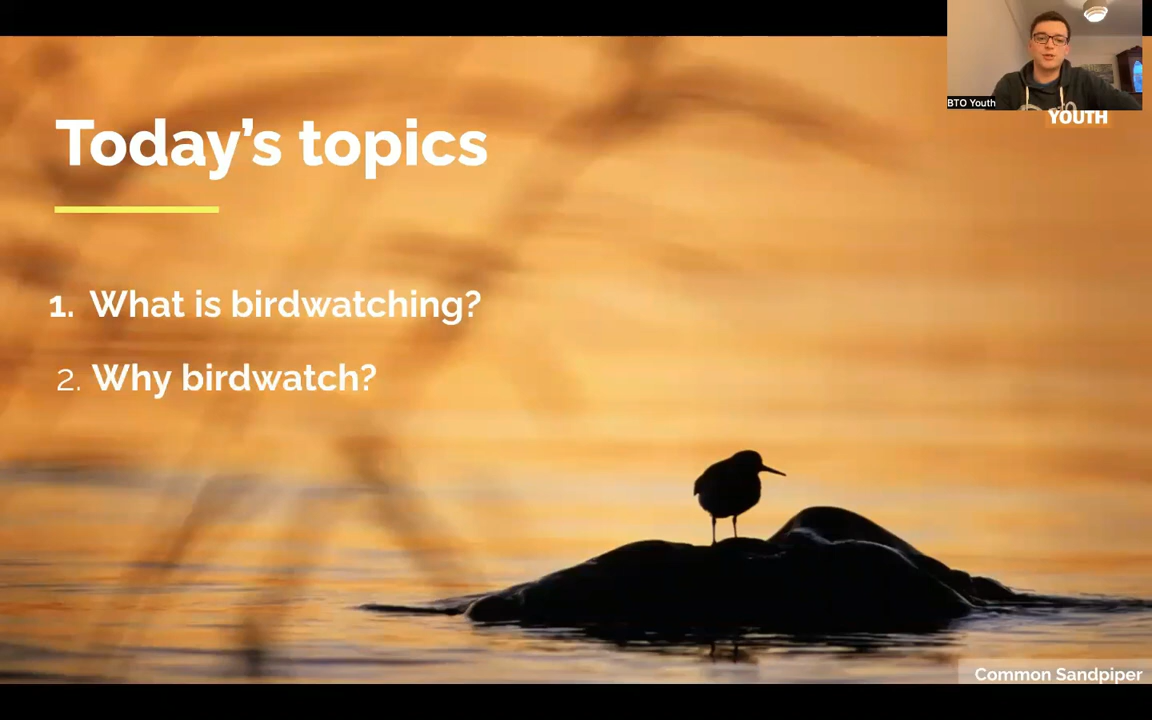 BTO Youth
YOUTH
Today's topics
1. What is birdwatching?
2. Why birdwatch?
Common Sandpiper